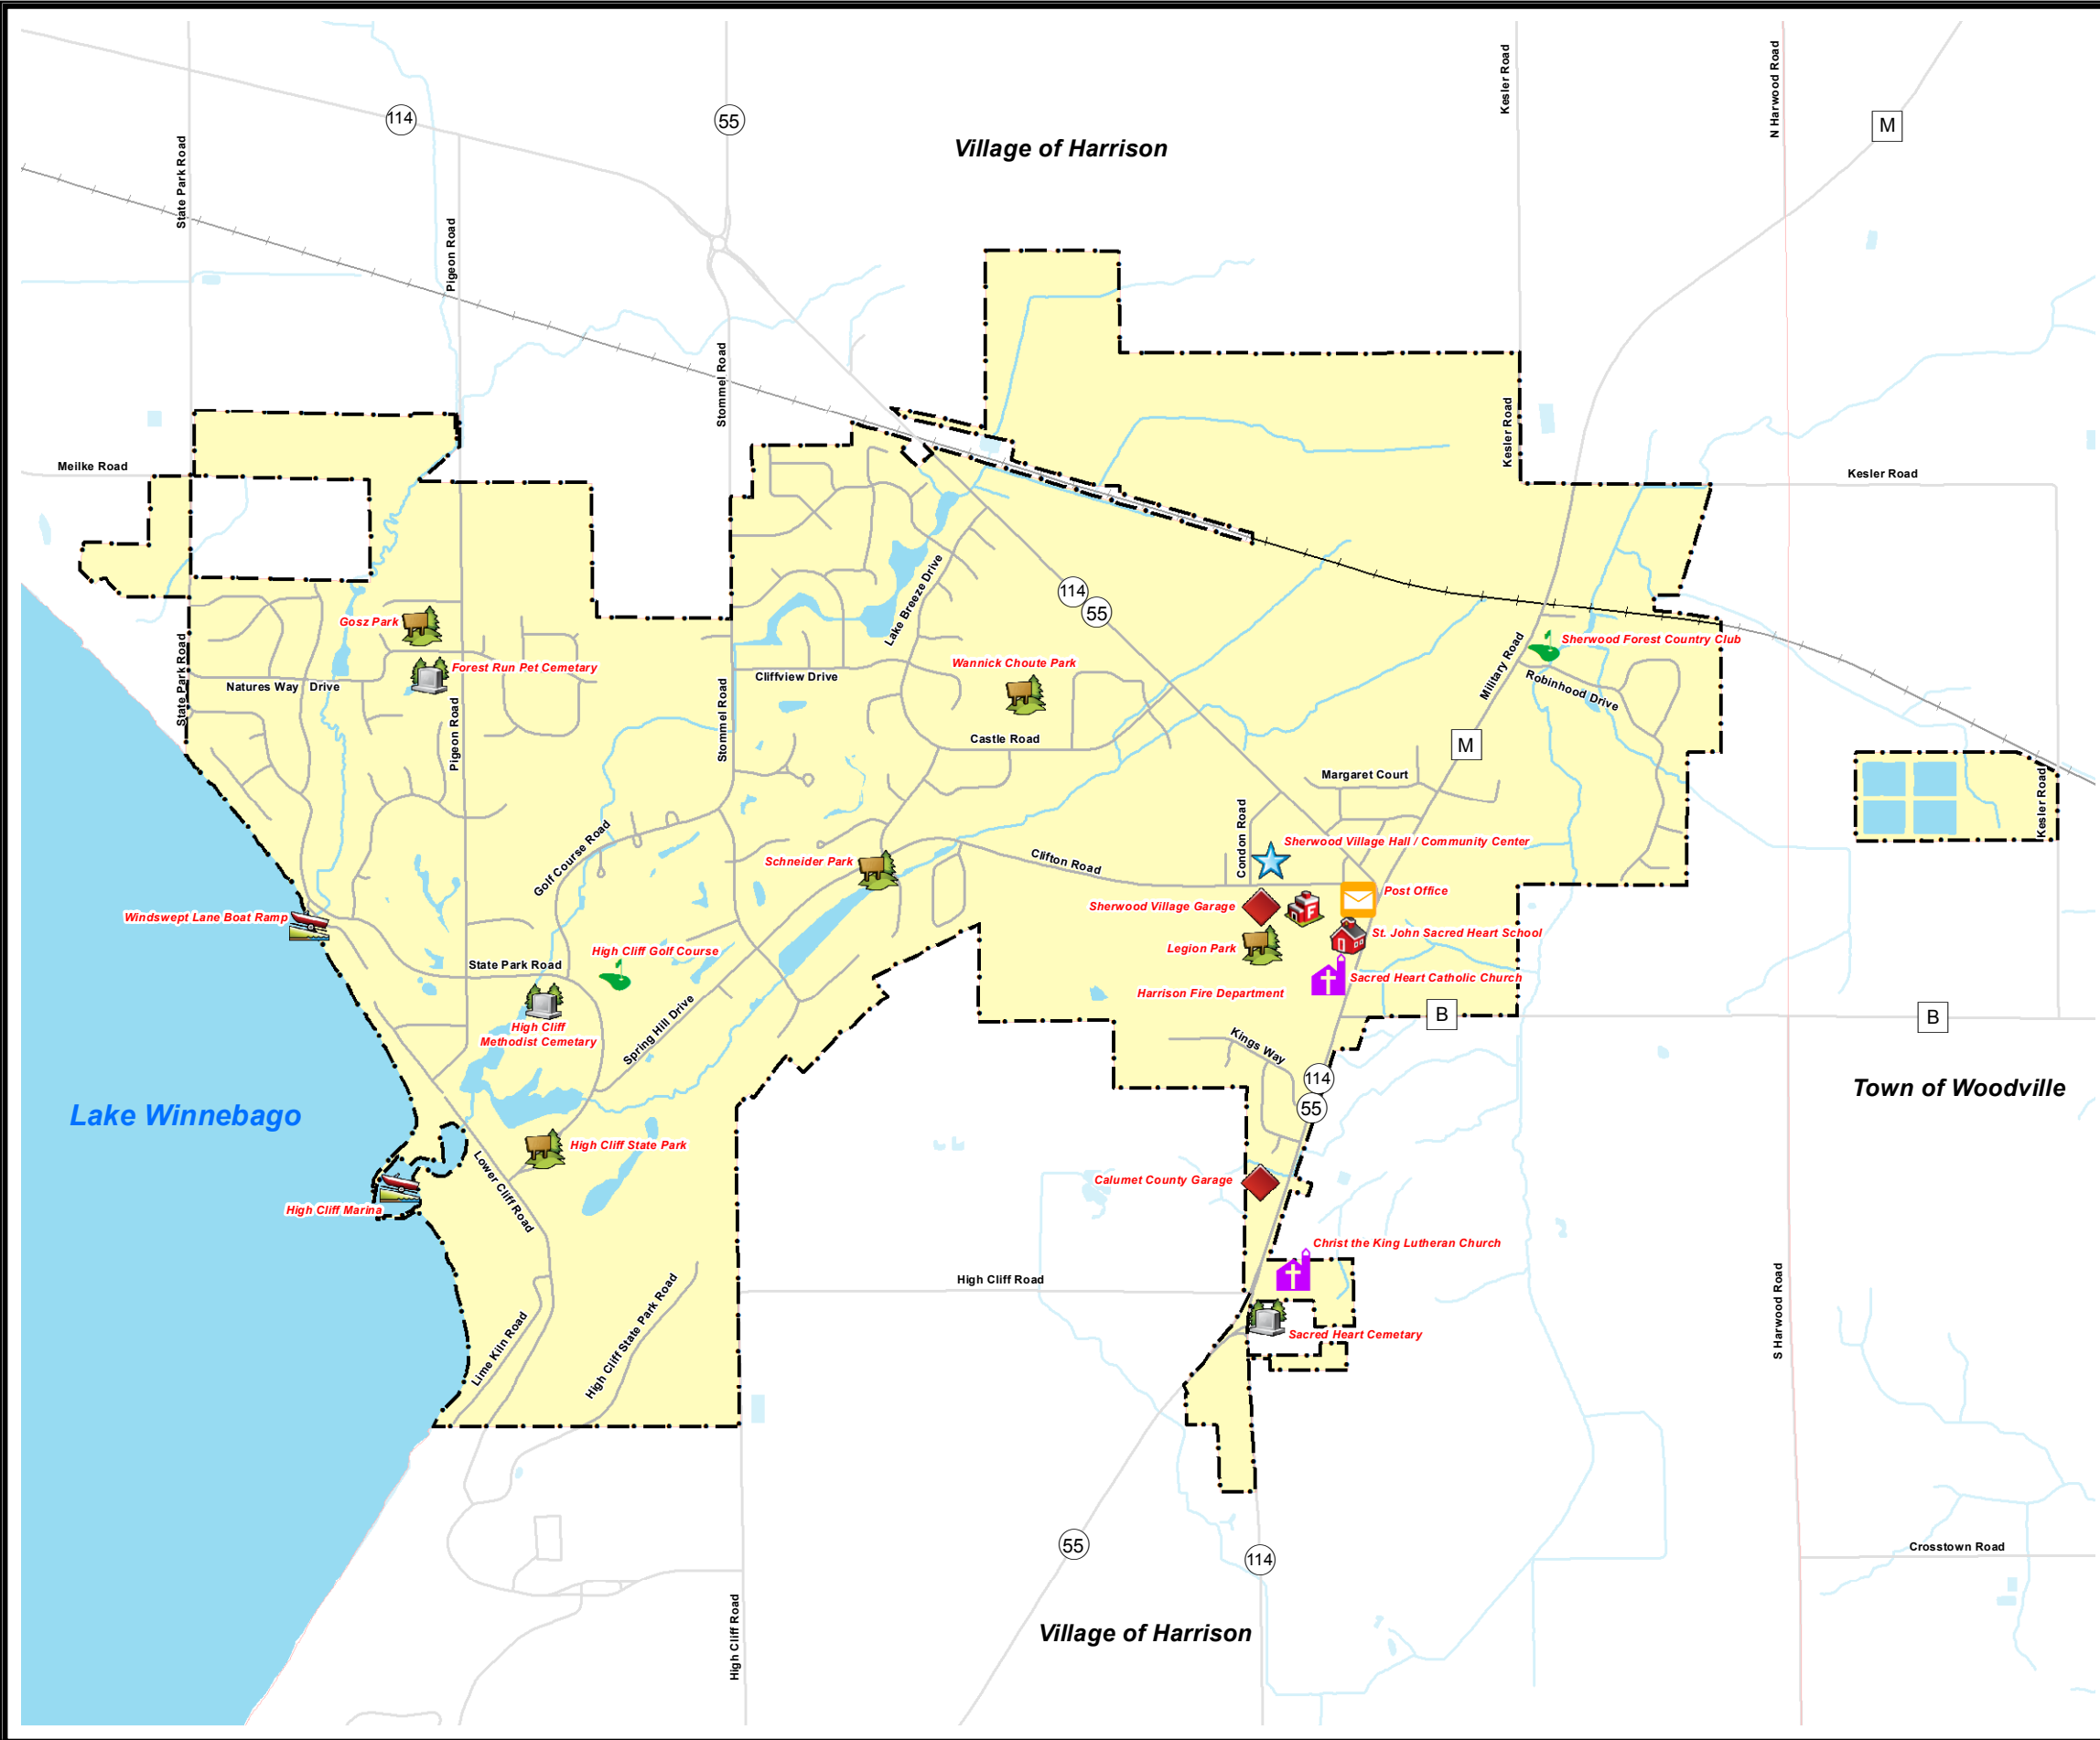 Kesler Road
N Harwood Road
114
55
M
Village of Harrison
State Park Road
Pigeon Road
Stommel Road
Kesler Road
Meilke Road
Kesler Road
Lake Breeze Drive
114
55
Gosz Park
Sherwood Forest Country Club
Forest Run Pet Cemetary
Wannick Choute Park
State Park Road
Natures Way Drive
Cliffview Drive
Military Road
Robinhood Drive
Pigeon Road
Stommel Road
Castle Road
M
Margaret Court
Kesler Road
Condon Road
Golf Course Road
Sherwood Village Hall / Community Center
Schneider Park
Clifton Road
Post Office
Sherwood Village Garage
F
Windswept Lane Boat Ramp
St. John Sacred Heart School
Legion Park
High Cliff Golf Course
State Park Road
Sacred Heart Catholic Church
Harrison Fire Department
B
B
High Cliff
Methodist Cemetary
Spring Hill Drive
Kings Way
114
55
Town of Woodville
Lake Winnebago
High Cliff State Park
Lower Cliff Road
Calumet County Garage
High Cliff Marina
Christ the King Lutheran Church
High Cliff Road
S Harwood Road
Lime Kiln Road
High Cliff State Park Road
Sacred Heart Cemetary
55
114
Crosstown Road
High Cliff Road
Village of Harrison